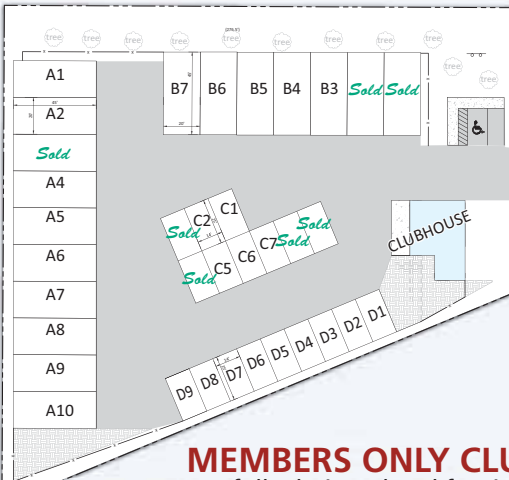 tree tree tree tree tree tree tree tree
tree
tree
A1
A2
Sold
A4
A5
A6
A7
A8
A9
A10
B7 B6 B5 B4 B3 Sold Sold
C2 C1
Sold
Sold
C5 C6 C7 Sold Sold
CLUBHOUSE
D9 D8 D7 D6 D5 D4 D3 D2 D1
MEMBERS ONLY CLU